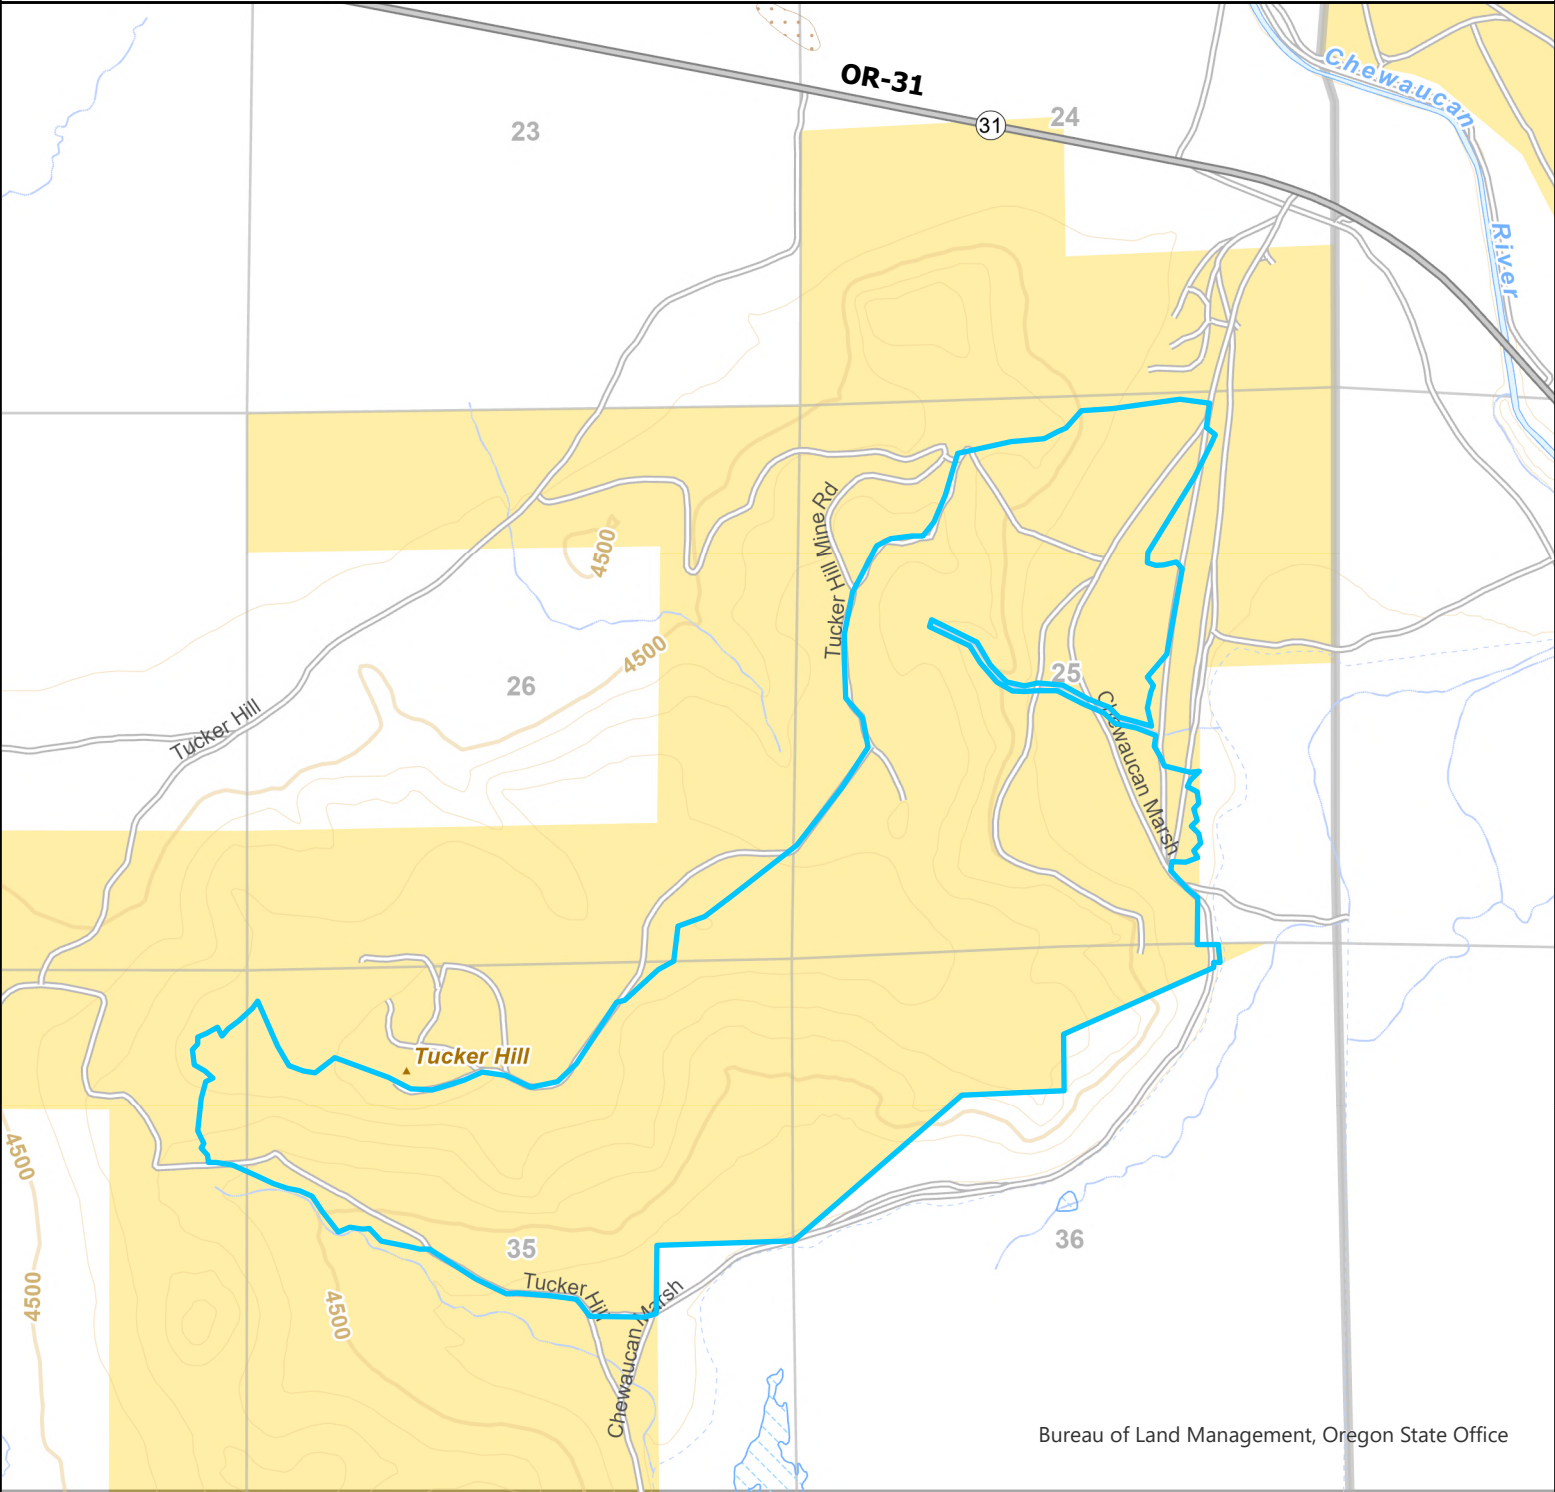 Chewaucan
OR-31
31
24
23
River
Tucker Hill Mine Rd
4500
4500
25
26
Tucker Hill
Chewaucan Marsh
Tucker Hill
4500
36
35
4500
4500
Tucker Hill
Chewaucan Marsh
Bureau of Land Management, Oregon State Office